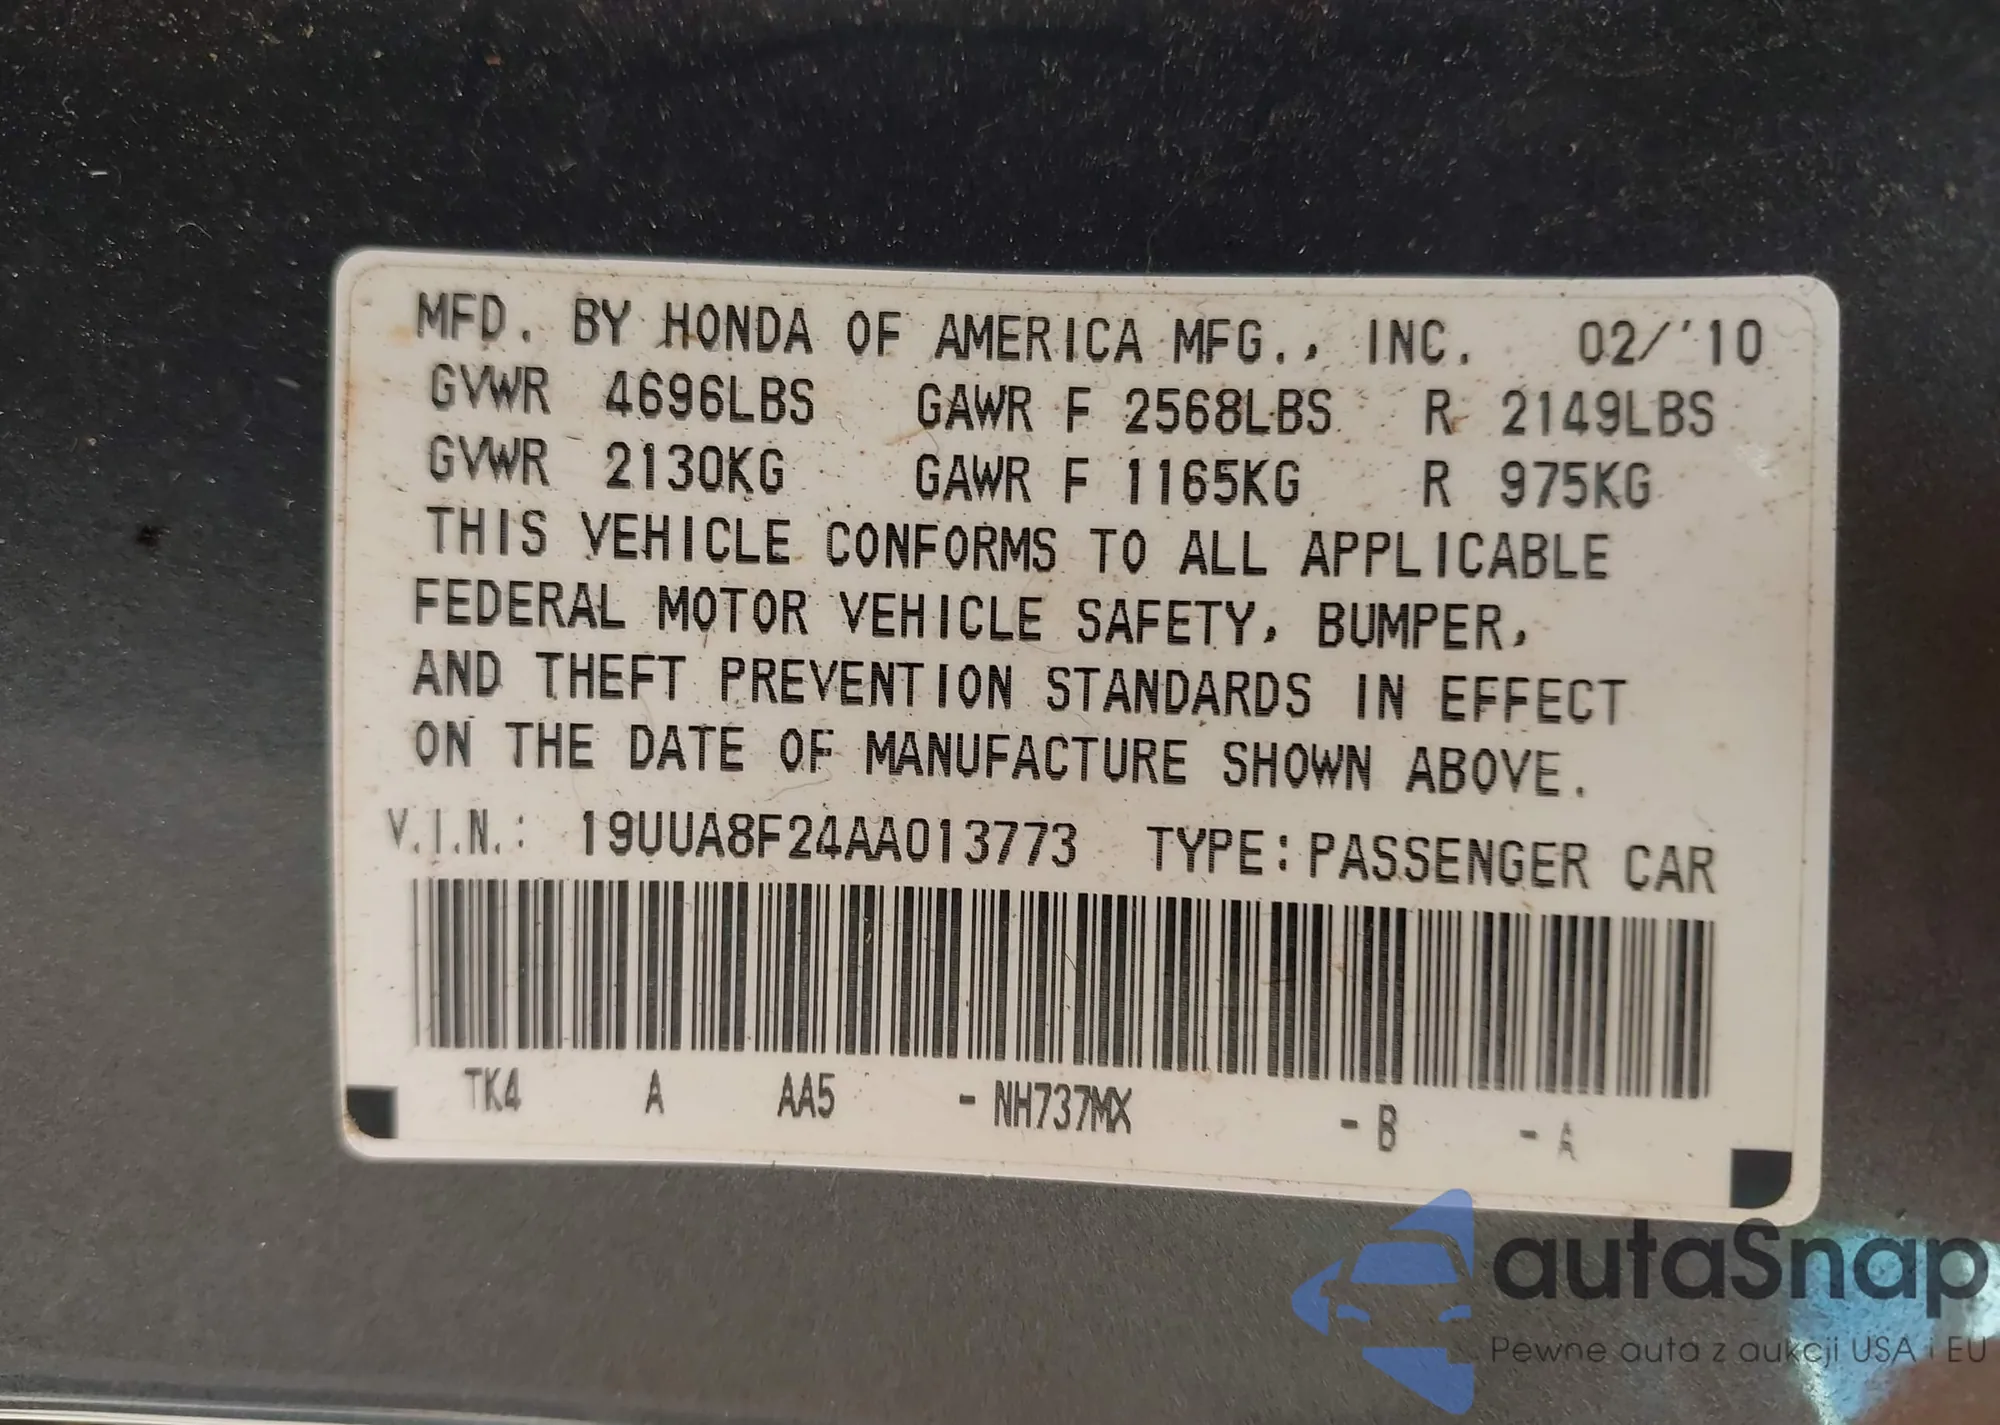 MFD. BY HONDA OF AMERICA MFG., INC. 02/'10
GVWR 4696LBS GAWR F 2568LBS R 2149LBS
GVWR 2130KG GAWR F 1165KG R 975KG
THIS VEHICLE CONFORMS TO ALL APPLICABLE
FEDERAL MOTOR VEHICLE SAFETY, BUMPER,
AND THEFT PREVENTION STANDARDS IN EFFECT
ON THE DATE OF MANUFACTURE SHOWN ABOVE.
V.I.N.: 19UUA8F24AA013773 TYPE:PASSENGER CAR
TK4 A AA5 - NH737MX - B - A
autaSnap
Pewne auta z aukcji USA i EU